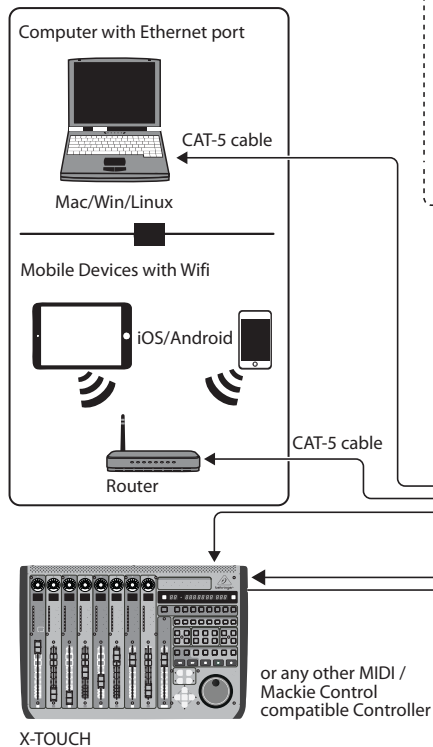 Computer with Ethernet port
CAT-5 cable
Mac/Win/Linux
Mobile Devices with Wifi
iOS/Android
CAT-5 cable
Router
or any other MIDI /
Mackie Control
compatible Controller
X-TOUCH